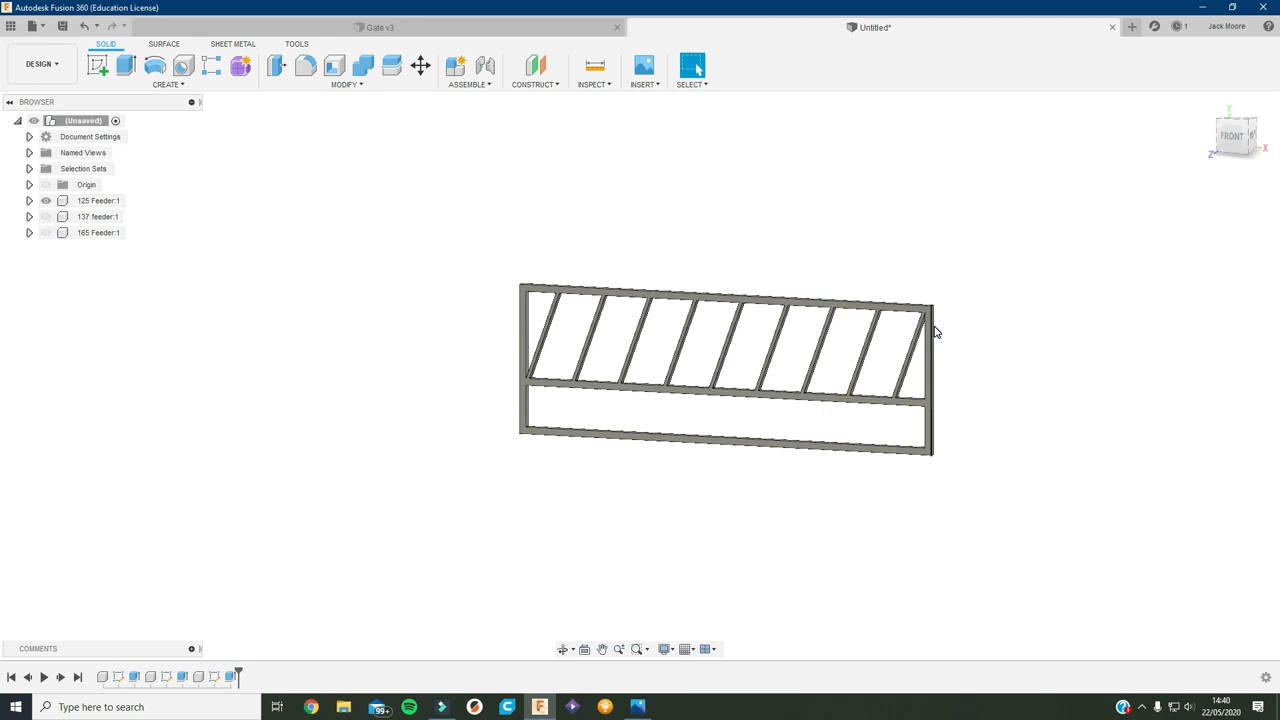 Autodesk Fusion 360 (Education License)
Gate v3
Untitled*
1
Jack Moore
SOLID
SURFACE
SHEET METAL
TOOLS
DESIGN
CREATE
MODIFY
ASSEMBLE
CONSTRUCT
INSPECT
INSERT
SELECT
BROWSER
(Unsaved)
Document Settings
Named Views
Selection Sets
Origin
125 Feeder:1
137 feeder:1
165 Feeder:1
Y
FRONT
X
Z
COMMENTS
Type here to search
99+
14:40
22/05/2020